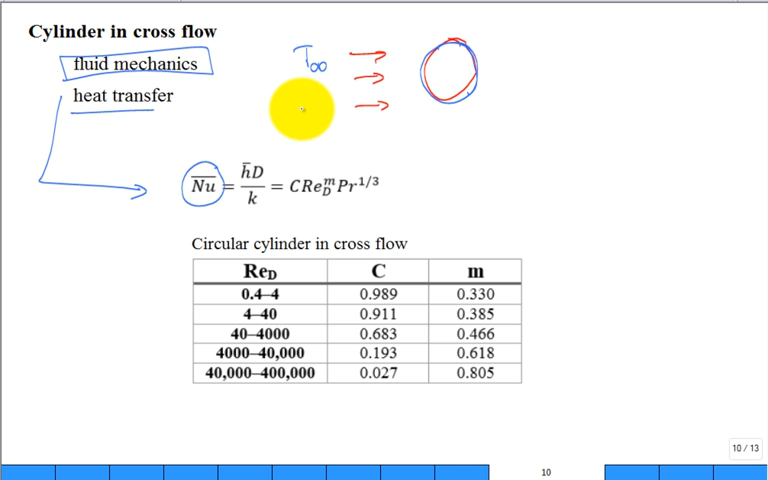 Cylinder in cross flow
fluid mechanics
heat transfer
T∞
N̅u̅ = h̄D/k = CRe_D^m Pr^1/3
Circular cylinder in cross flow
Re_D C m
0.4–4 0.989 0.330
4–40 0.911 0.385
40–4000 0.683 0.466
4000–40,000 0.193 0.618
40,000–400,000 0.027 0.805
10 / 13
10